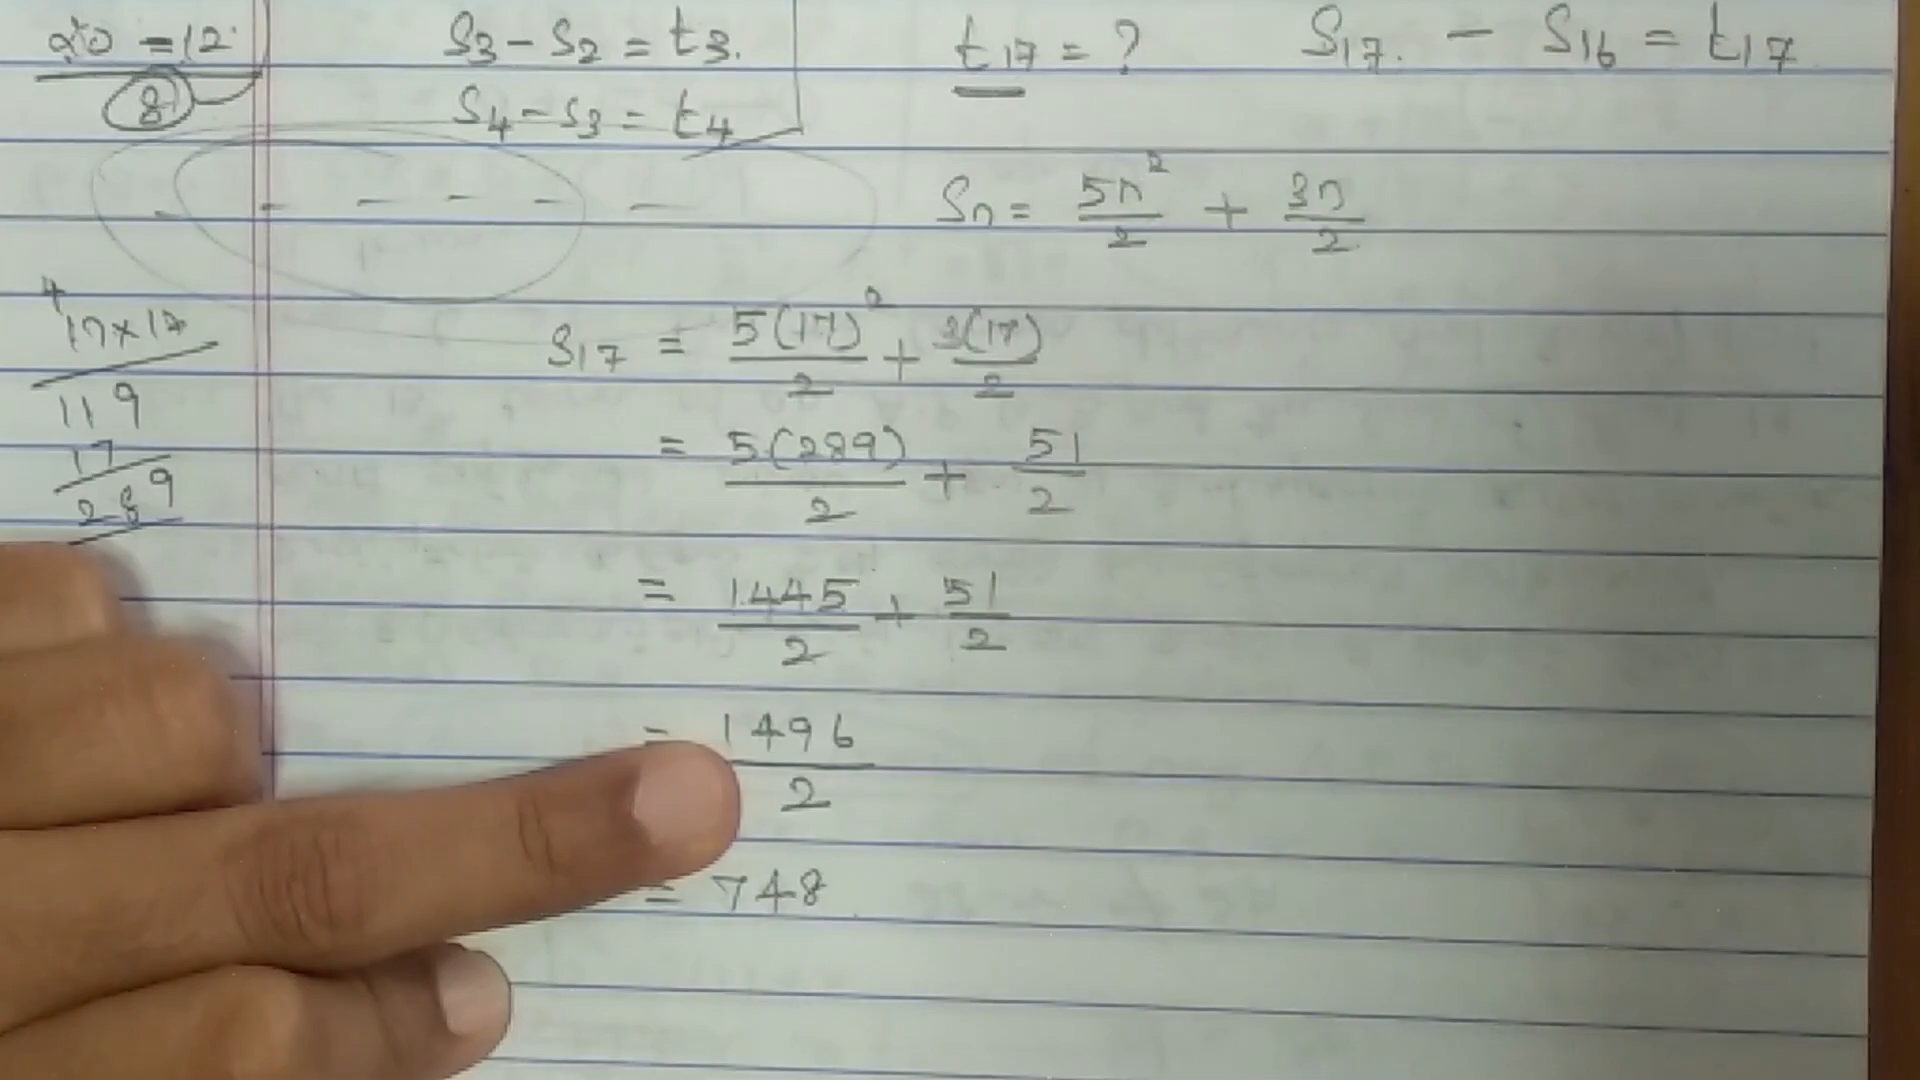 20 = 12
8
S3 - S2 = t3.
S4 - S3 = t4
t17 = ? S17. - S16 = t17
Sn = 5n²/2 + 3n/2
4
17×17
119
17
289
S17 = 5(17)²/2 + 3(17)/2
= 5(289)/2 + 51/2
= 1445/2 + 51/2
= 1496/2
= 748